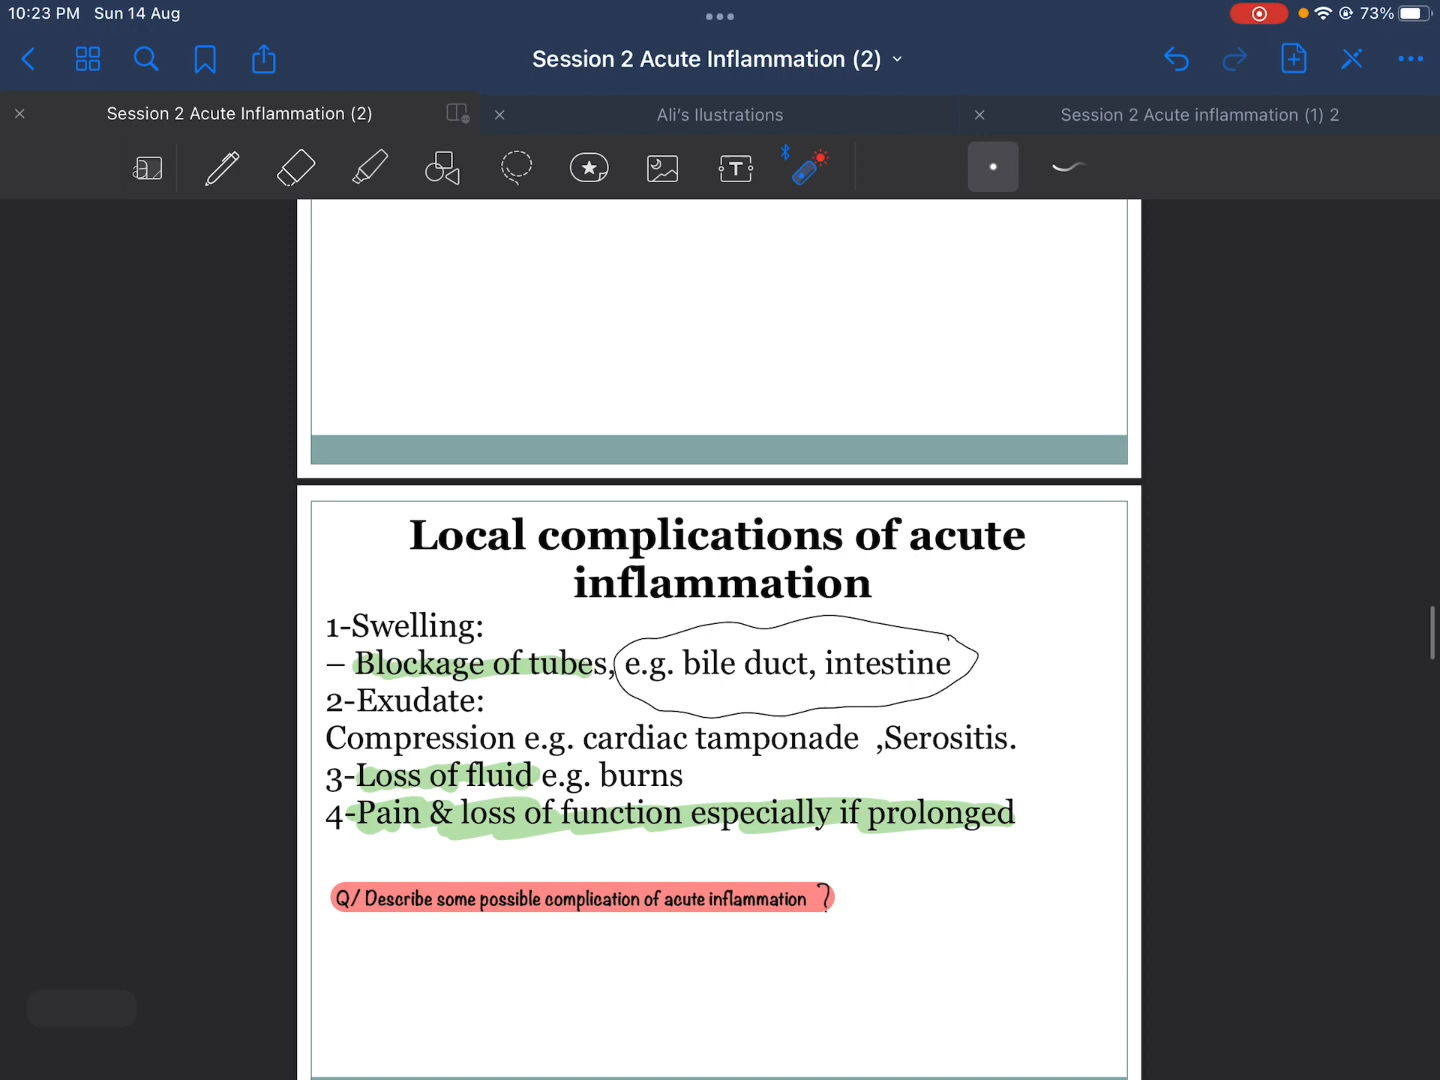 10:23 PM Sun 14 Aug
73%
Session 2 Acute Inflammation (2)
Session 2 Acute Inflammation (2)
Ali's Ilustrations
Session 2 Acute inflammation (1) 2
a
T
Local complications of acute
inflammation
1-Swelling:
– Blockage of tubes, e.g. bile duct, intestine
2-Exudate:
Compression e.g. cardiac tamponade ,Serositis.
3-Loss of fluid e.g. burns
4-Pain & loss of function especially if prolonged
Q/ Describe some possible complication of acute inflammation ?